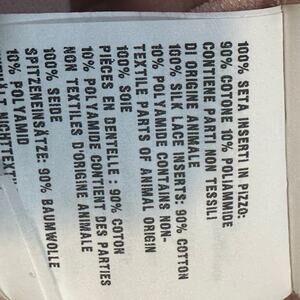 100% SETA INSERTI IN PIZZO:
90% COTONE 10% POLIAMMIDE
CONTIENE PARTI NON TESSILI
DI ORIGINE ANIMALE
100% SILK LACE INSERTS: 90% COTTON
10% POLYAMIDE CONTAINS NON-
TEXTILE PARTS OF ANIMAL ORIGIN
100% SOIE
PIÈCES EN DENTELLE : 90% COTON
10% POLYAMIDE CONTIENT DES PARTIES
NON TEXTILES D'ORIGINE ANIMALE
100% SEIDE
SPITZENEINSÄTZE: 90% BAUMWOLLE
10% POLYAMID